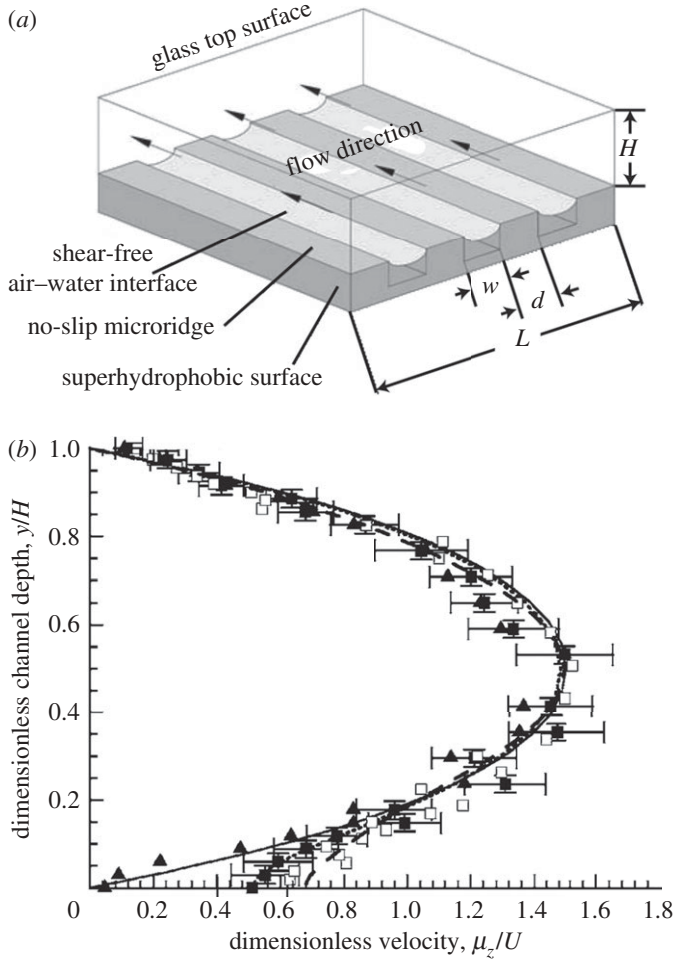 (a)
glass top surface
H
flow direction
shear-free
air–water interface
w
d
no-slip microridge
L
superhydrophobic surface
(b)
1.0
0.8
0.6
0.4
0.2
dimensionless channel depth, y/H
0 0.2 0.4 0.6 0.8 1.0 1.2 1.4 1.6 1.8
dimensionless velocity, μz/U